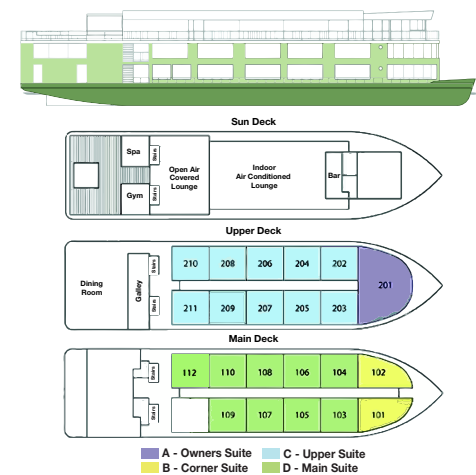 Sun Deck
Spa
Stairs
Gym
Stairs
Open Air
Covered
Lounge
Indoor
Air Conditioned
Lounge
Bar
Upper Deck
Dining
Room
Galley
Stairs
Stairs
210 208 206 204 202
201
211 209 207 205 203
Main Deck
Stairs
Stairs
112 110 108 106 104 102
109 107 105 103 101
A - Owners Suite
C - Upper Suite
B - Corner Suite
D - Main Suite